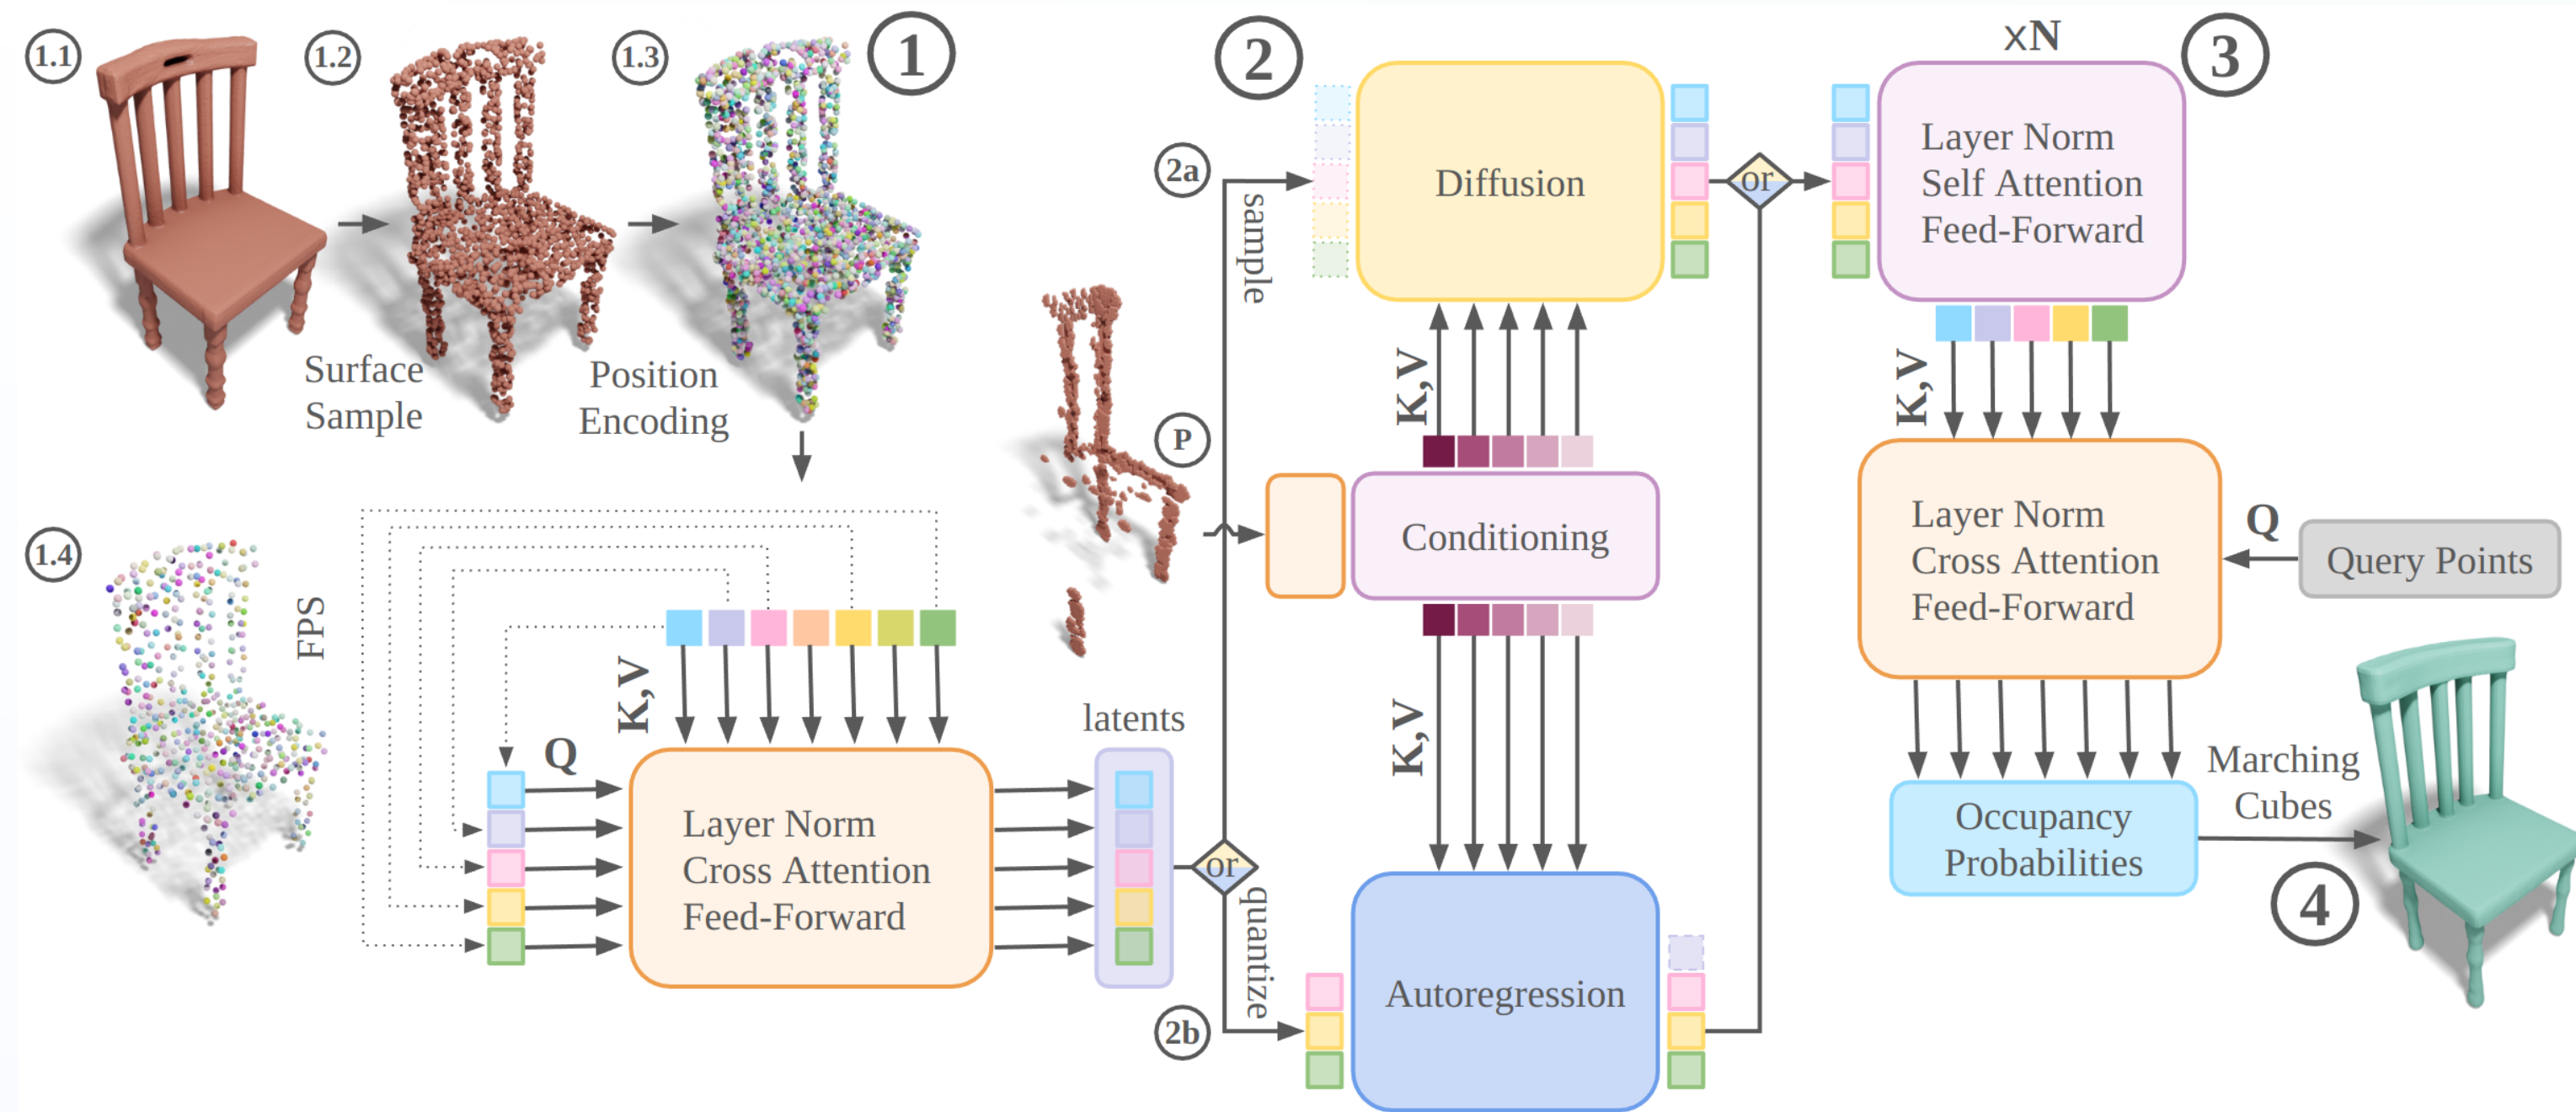 1.1
1.2
1.3
1
Surface
Sample
Position
Encoding
1.4
FPS
K,V
Q
Layer Norm
Cross Attention
Feed-Forward
latents
or
P
2
2a
sample
Diffusion
K,V
Conditioning
K,V
quantize
2b
Autoregression
or
xN
3
Layer Norm
Self Attention
Feed-Forward
K,V
Layer Norm
Cross Attention
Feed-Forward
Q
Query Points
Occupancy
Probabilities
Marching
Cubes
4